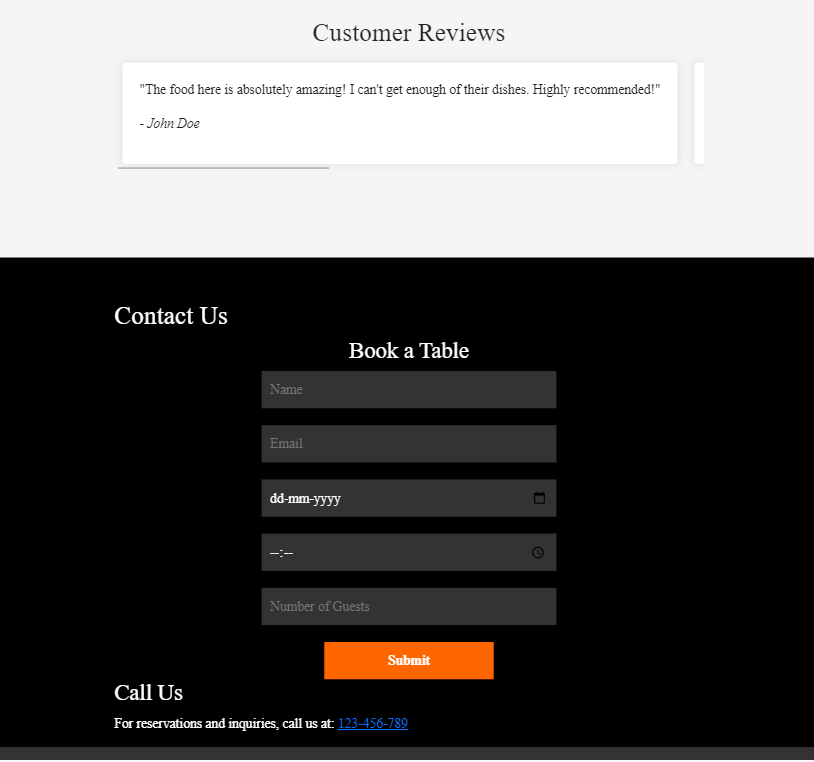 Customer Reviews
"The food here is absolutely amazing! I can't get enough of their dishes. Highly recommended!"
- John Doe
Contact Us
Book a Table
Name
Email
dd-mm-yyyy
--:--
Number of Guests
Submit
Call Us
For reservations and inquiries, call us at: 123-456-789